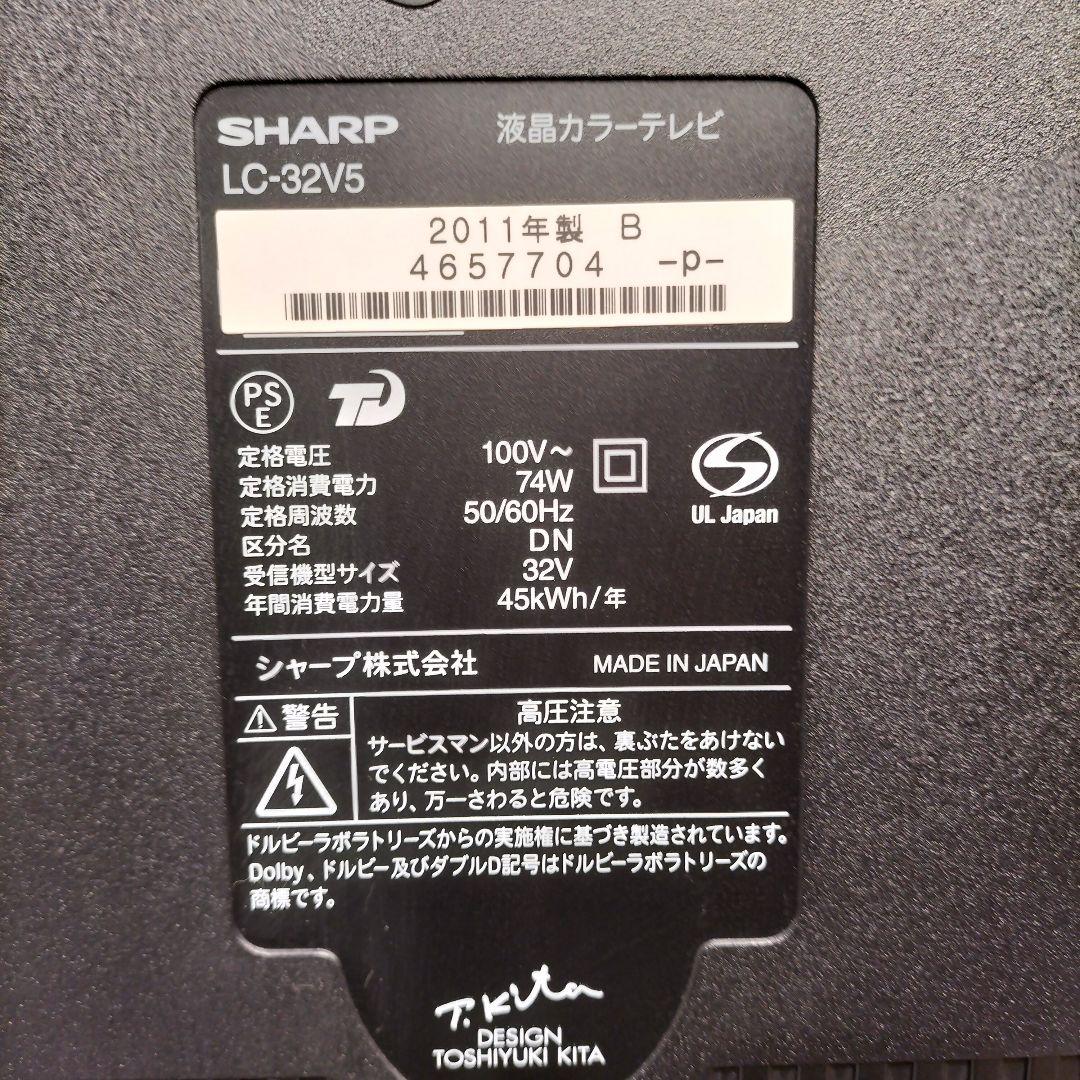 SHARP 液晶カラーテレビ
LC-32V5
2011年製 B
4657704 -p-
PS
E
定格電圧 100V～
定格消費電力 74W
定格周波数 50/60Hz
区分名 DN
受信機型サイズ 32V
年間消費電力量 45kWh/年
UL Japan
シャープ株式会社 MADE IN JAPAN
警告
高圧注意
サービスマン以外の方は、裏ぶたをあけない
でください。内部には高電圧部分が数多く
あり、万一さわると危険です。
ドルビーラボラトリーズからの実施権に基づき製造されています。
Dolby、ドルビー及びダブルD記号はドルビーラボラトリーズの
商標です。
T.Kita
DESIGN
TOSHIYUKI KITA